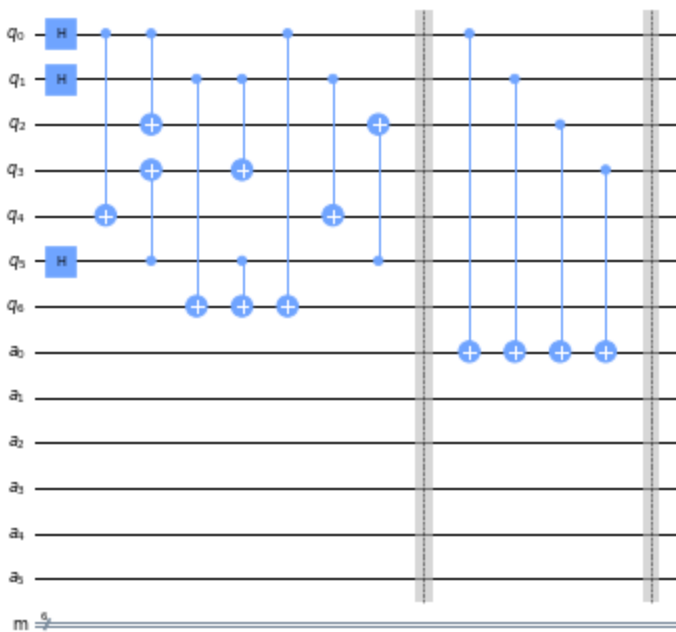 q₀ H
q₁ H
q₂
q₃
q₄
q₅ H
q₆
a₀
a₁
a₂
a₃
a₄
a₅
m 6